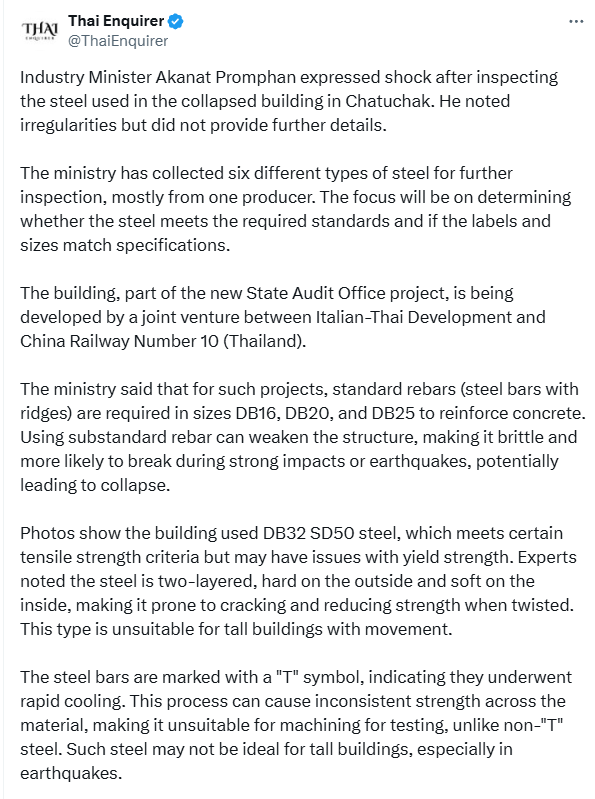 THAI
ENQUIRER
Thai Enquirer
@ThaiEnquirer
Industry Minister Akanat Promphan expressed shock after inspecting
the steel used in the collapsed building in Chatuchak. He noted
irregularities but did not provide further details.
The ministry has collected six different types of steel for further
inspection, mostly from one producer. The focus will be on determining
whether the steel meets the required standards and if the labels and
sizes match specifications.
The building, part of the new State Audit Office project, is being
developed by a joint venture between Italian-Thai Development and
China Railway Number 10 (Thailand).
The ministry said that for such projects, standard rebars (steel bars with
ridges) are required in sizes DB16, DB20, and DB25 to reinforce concrete.
Using substandard rebar can weaken the structure, making it brittle and
more likely to break during strong impacts or earthquakes, potentially
leading to collapse.
Photos show the building used DB32 SD50 steel, which meets certain
tensile strength criteria but may have issues with yield strength. Experts
noted the steel is two-layered, hard on the outside and soft on the
inside, making it prone to cracking and reducing strength when twisted.
This type is unsuitable for tall buildings with movement.
The steel bars are marked with a "T" symbol, indicating they underwent
rapid cooling. This process can cause inconsistent strength across the
material, making it unsuitable for machining for testing, unlike non-"T"
steel. Such steel may not be ideal for tall buildings, especially in
earthquakes.